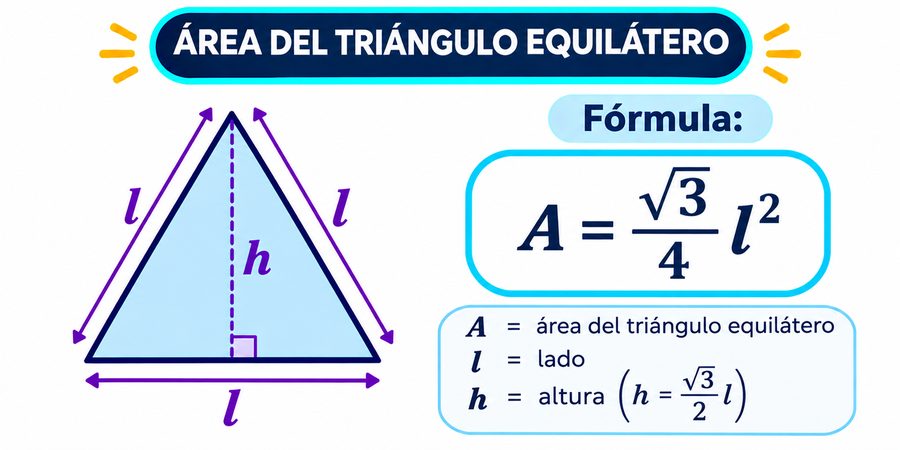 ÁREA DEL TRIÁNGULO EQUILÁTERO
Fórmula:
l
l
h
l
A = √3/4 l²
A = área del triángulo equilátero
l = lado
h = altura (h = √3/2 l)